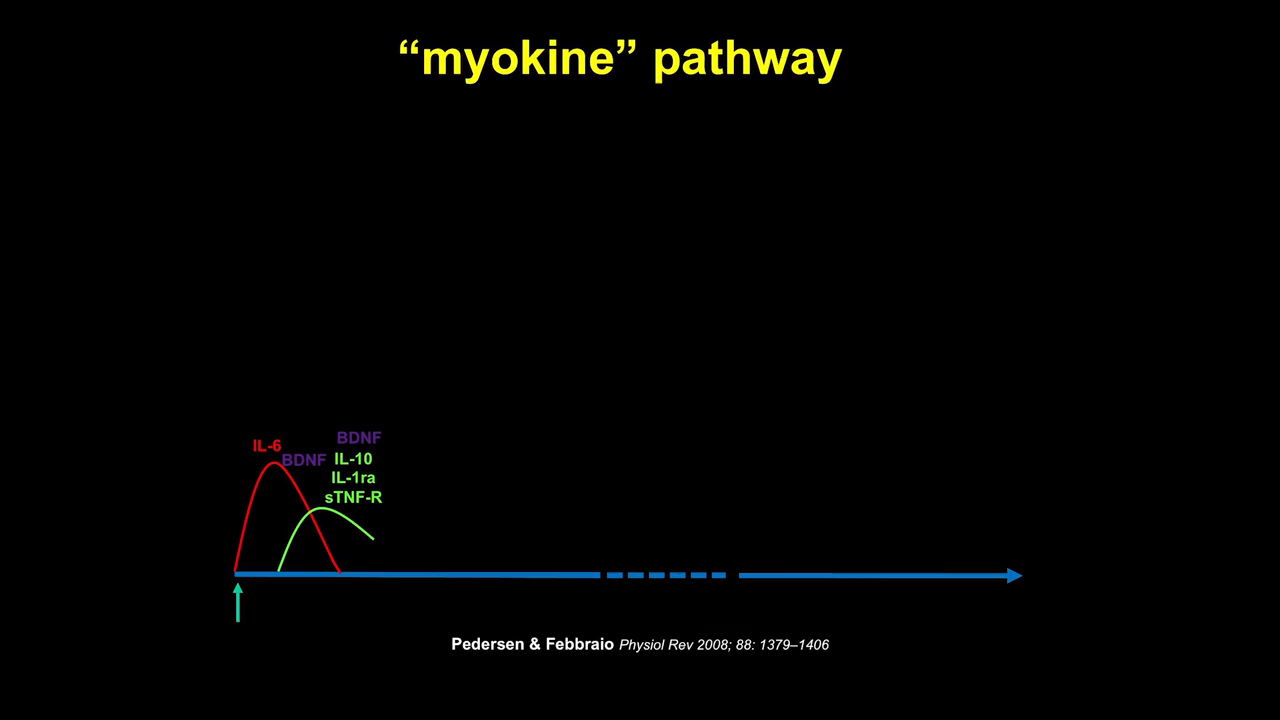 “myokine” pathway
BDNF
IL-6
BDNF
IL-10
IL-1ra
sTNF-R
Pedersen & Febbraio Physiol Rev 2008; 88: 1379–1406